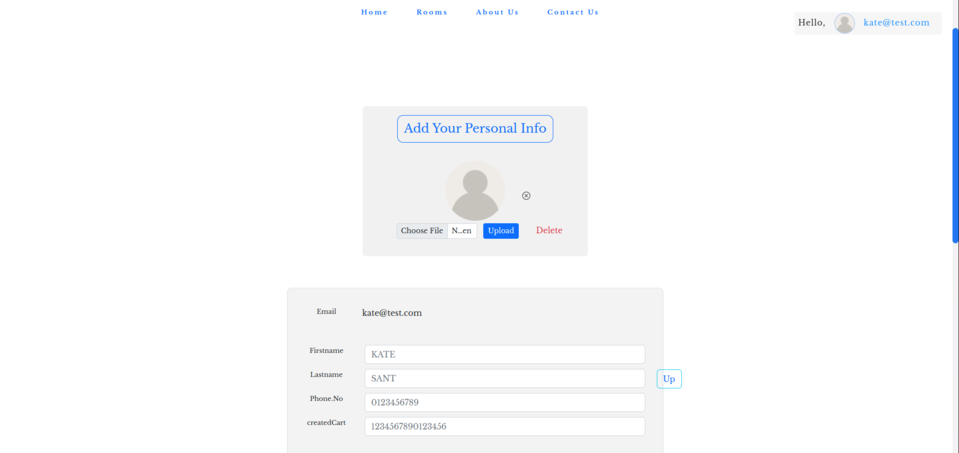 Home Rooms About Us Contact Us
Hello, kate@test.com
Add Your Personal Info
Choose File N...en Upload Delete
Email kate@test.com
Firstname KATE
Lastname SANT Up
Phone.No 0123456789
createdCart 1234567890123456